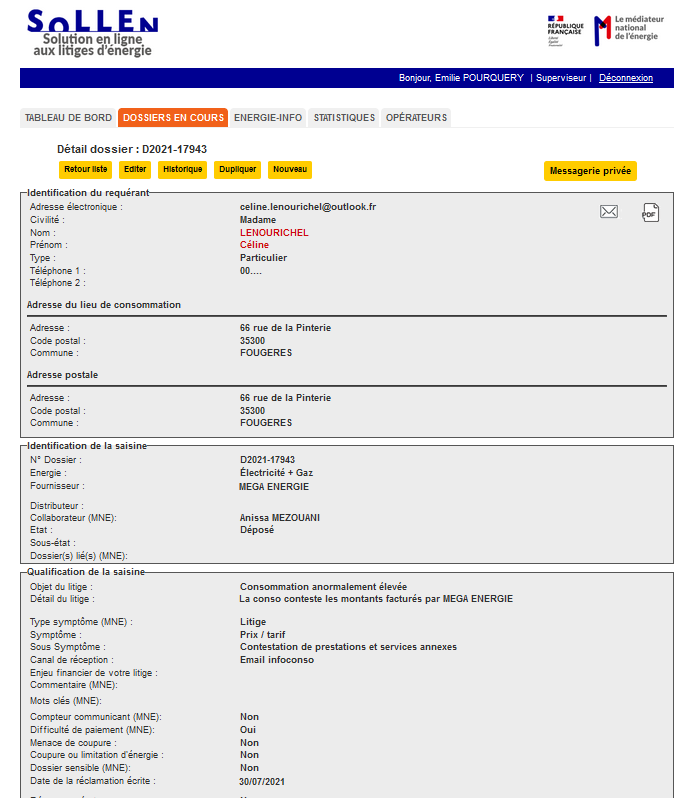 SoLLEn
Solution en ligne
aux litiges d'énergie
RÉPUBLIQUE
FRANÇAISE
Liberté
Égalité
Fraternité
Le médiateur
national
de l'énergie
Bonjour, Emilie POURQUERY | Superviseur | Déconnexion
TABLEAU DE BORD DOSSIERS EN COURS ENERGIE-INFO STATISTIQUES OPÉRATEURS
Détail dossier : D2021-17943
Retour liste Editer Historique Dupliquer Nouveau Messagerie privée
Identification du requérant
Adresse électronique : celine.lenourichel@outlook.fr
PDF
Civilité : Madame
Nom : LENOURICHEL
Prénom : Céline
Type : Particulier
Téléphone 1 : 00....
Téléphone 2 :
Adresse du lieu de consommation
Adresse : 66 rue de la Pinterie
Code postal : 35300
Commune : FOUGERES
Adresse postale
Adresse : 66 rue de la Pinterie
Code postal : 35300
Commune : FOUGERES
Identification de la saisine
N° Dossier : D2021-17943
Energie : Électricité + Gaz
Fournisseur : MEGA ENERGIE
Distributeur :
Collaborateur (MNE): Anissa MEZOUANI
Etat : Déposé
Sous-état :
Dossier(s) lié(s) (MNE):
Qualification de la saisine
Objet du litige : Consommation anormalement élevée
Détail du litige : La conso conteste les montants facturés par MEGA ENERGIE
Type symptôme (MNE) : Litige
Symptôme : Prix / tarif
Sous Symptôme : Contestation de prestations et services annexes
Canal de réception : Email infoconso
Enjeu financier de votre litige :
Commentaire (MNE):
Mots clés (MNE):
Compteur communicant (MNE): Non
Difficulté de paiement (MNE): Oui
Menace de coupure : Non
Coupure ou limitation d'énergie : Non
Dossier sensible (MNE): Non
Date de la réclamation écrite : 30/07/2021